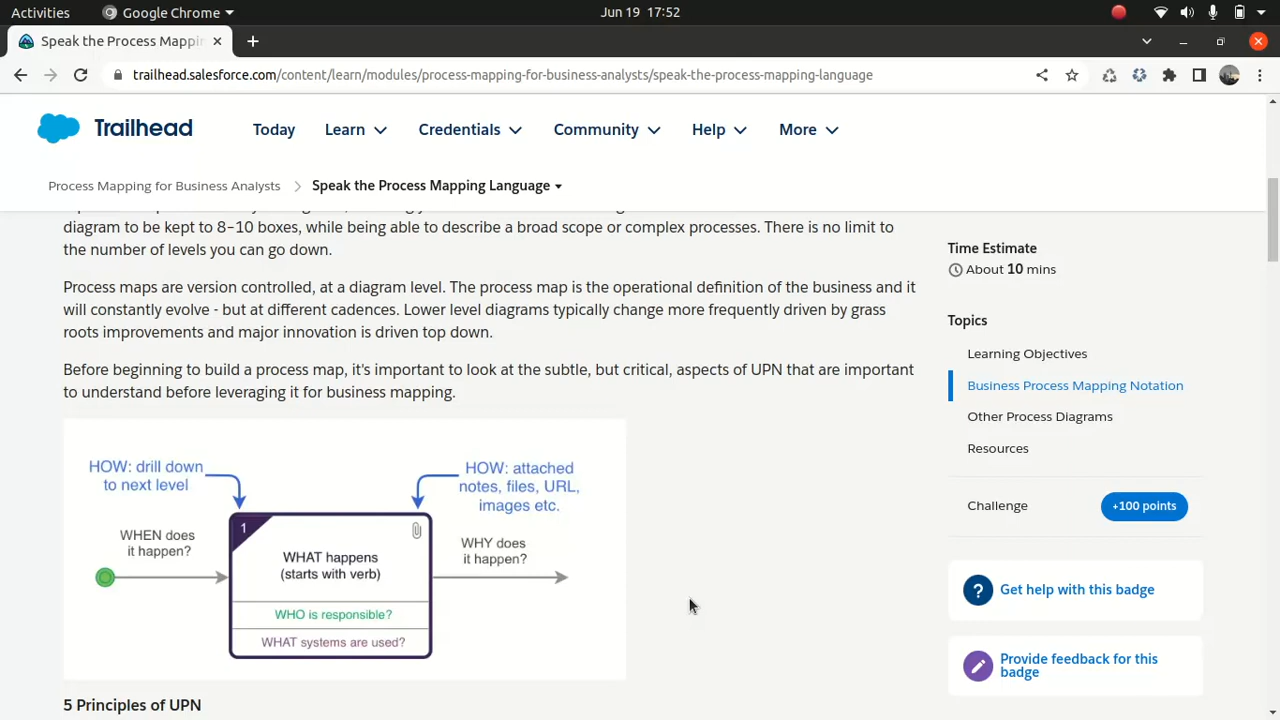 Activities
Google Chrome
Jun 19 17:52
Speak the Process Mappin
trailhead.salesforce.com/content/learn/modules/process-mapping-for-business-analysts/speak-the-process-mapping-language
Trailhead
Today
Learn
Credentials
Community
Help
More
Process Mapping for Business Analysts
Speak the Process Mapping Language
diagram to be kept to 8–10 boxes, while being able to describe a broad scope or complex processes. There is no limit to
the number of levels you can go down.
Process maps are version controlled, at a diagram level. The process map is the operational definition of the business and it
will constantly evolve - but at different cadences. Lower level diagrams typically change more frequently driven by grass
roots improvements and major innovation is driven top down.
Before beginning to build a process map, it's important to look at the subtle, but critical, aspects of UPN that are important
to understand before leveraging it for business mapping.
HOW: drill down
to next level
HOW: attached
notes, files, URL,
images etc.
WHEN does
it happen?
1
WHAT happens
(starts with verb)
WHO is responsible?
WHAT systems are used?
WHY does
it happen?
5 Principles of UPN
Time Estimate
About 10 mins
Topics
Learning Objectives
Business Process Mapping Notation
Other Process Diagrams
Resources
Challenge
+100 points
? Get help with this badge
Provide feedback for this
badge